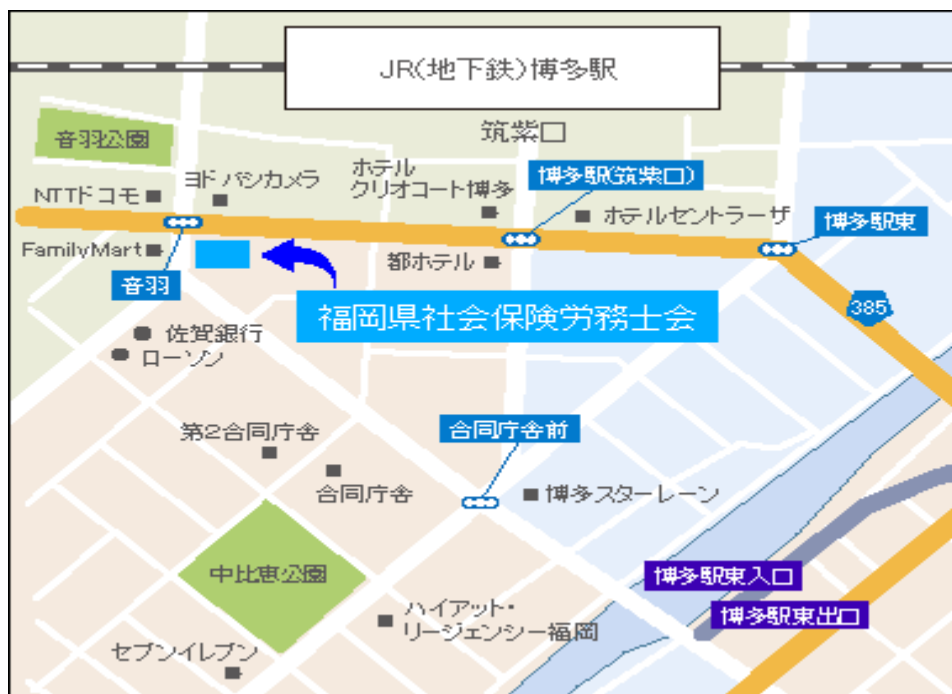 JR(地下鉄)博多駅
筑紫口
音羽公園
NTTドコモ
ヨドバシカメラ
ホテル
クリオコート博多
博多駅(筑紫口)
ホテルセントラーザ
博多駅東
FamilyMart
音羽
都ホテル
福岡県社会保険労務士会
385
佐賀銀行
ローソン
第2合同庁舎
合同庁舎前
合同庁舎
博多スターレーン
中比恵公園
博多駅東入口
博多駅東出口
ハイアット・
リージェンシー福岡
セブンイレブン